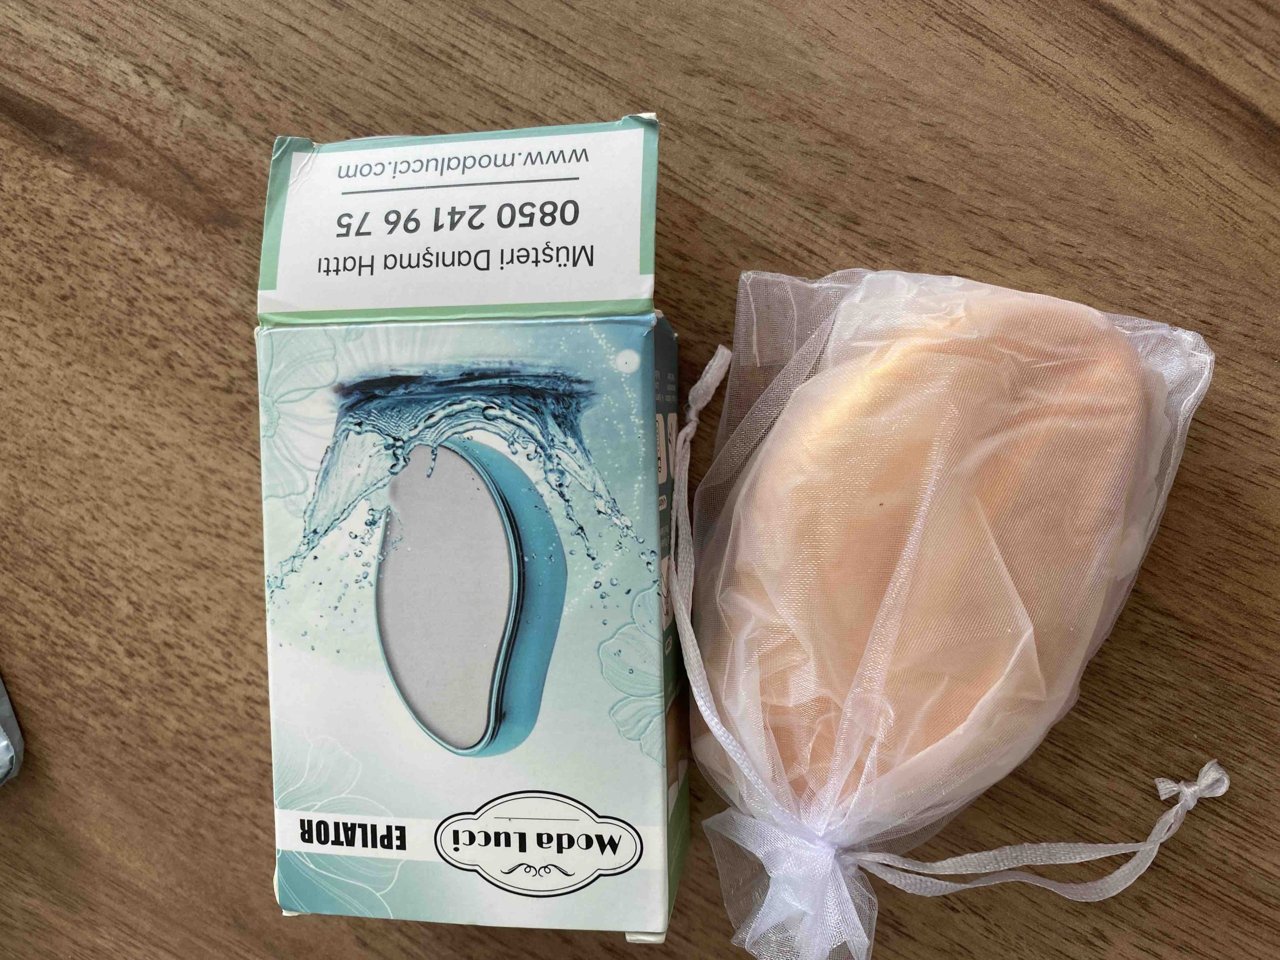 Moda Lucci
EPILATOR
Müşteri Danışma Hattı
0850 241 96 75
www.modalucci.com